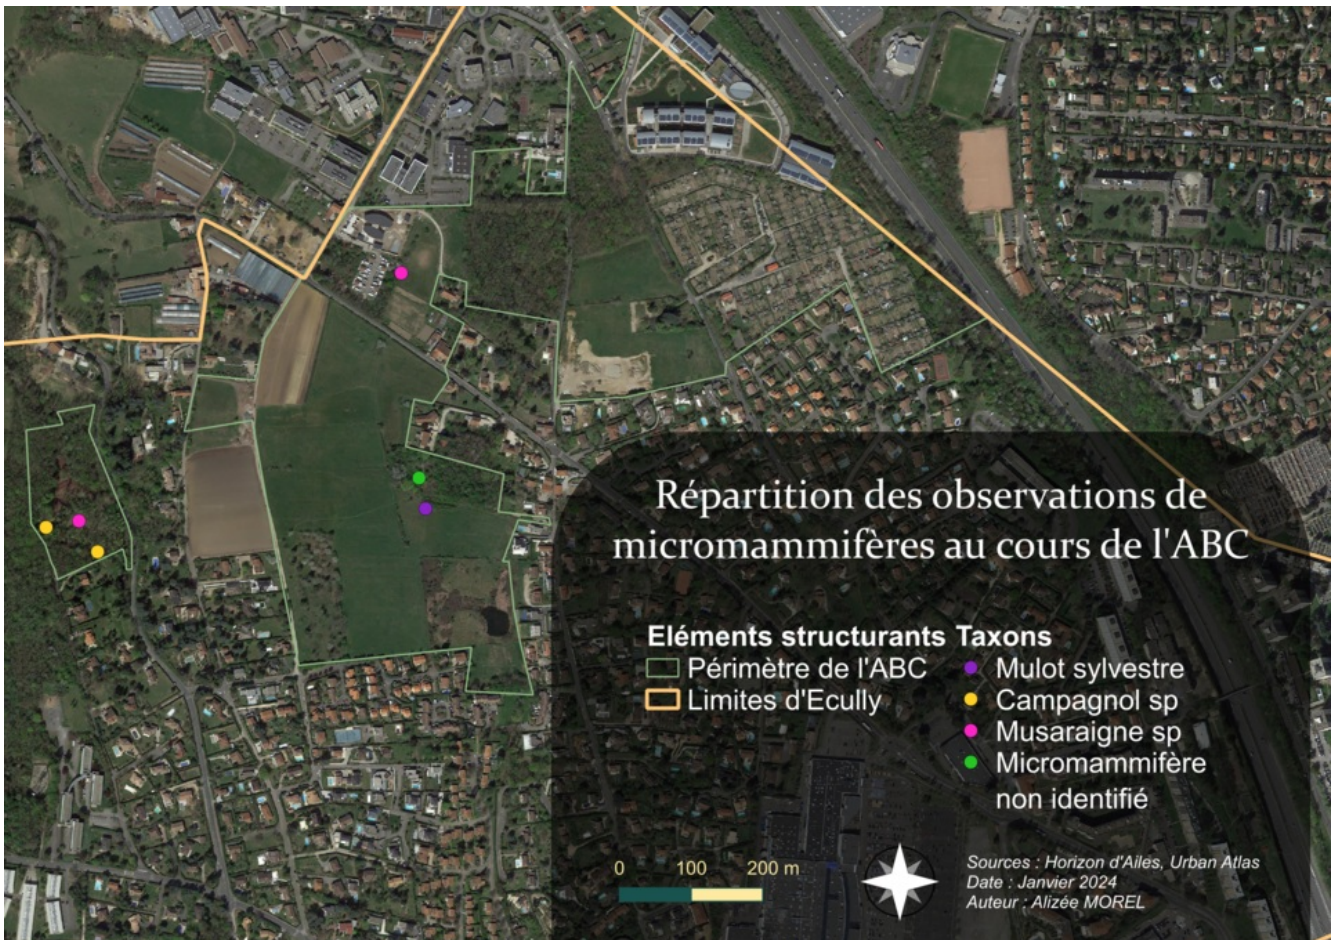 Répartition des observations de
micromammifères au cours de l'ABC
Eléments structurants
Périmètre de l'ABC
Limites d'Ecully
Taxons
Mulot sylvestre
Campagnol sp
Musaraigne sp
Micromammifère
non identifié
0 100 200 m
Sources : Horizon d'Ailes, Urban Atlas
Date : Janvier 2024
Auteur : Alizée MOREL